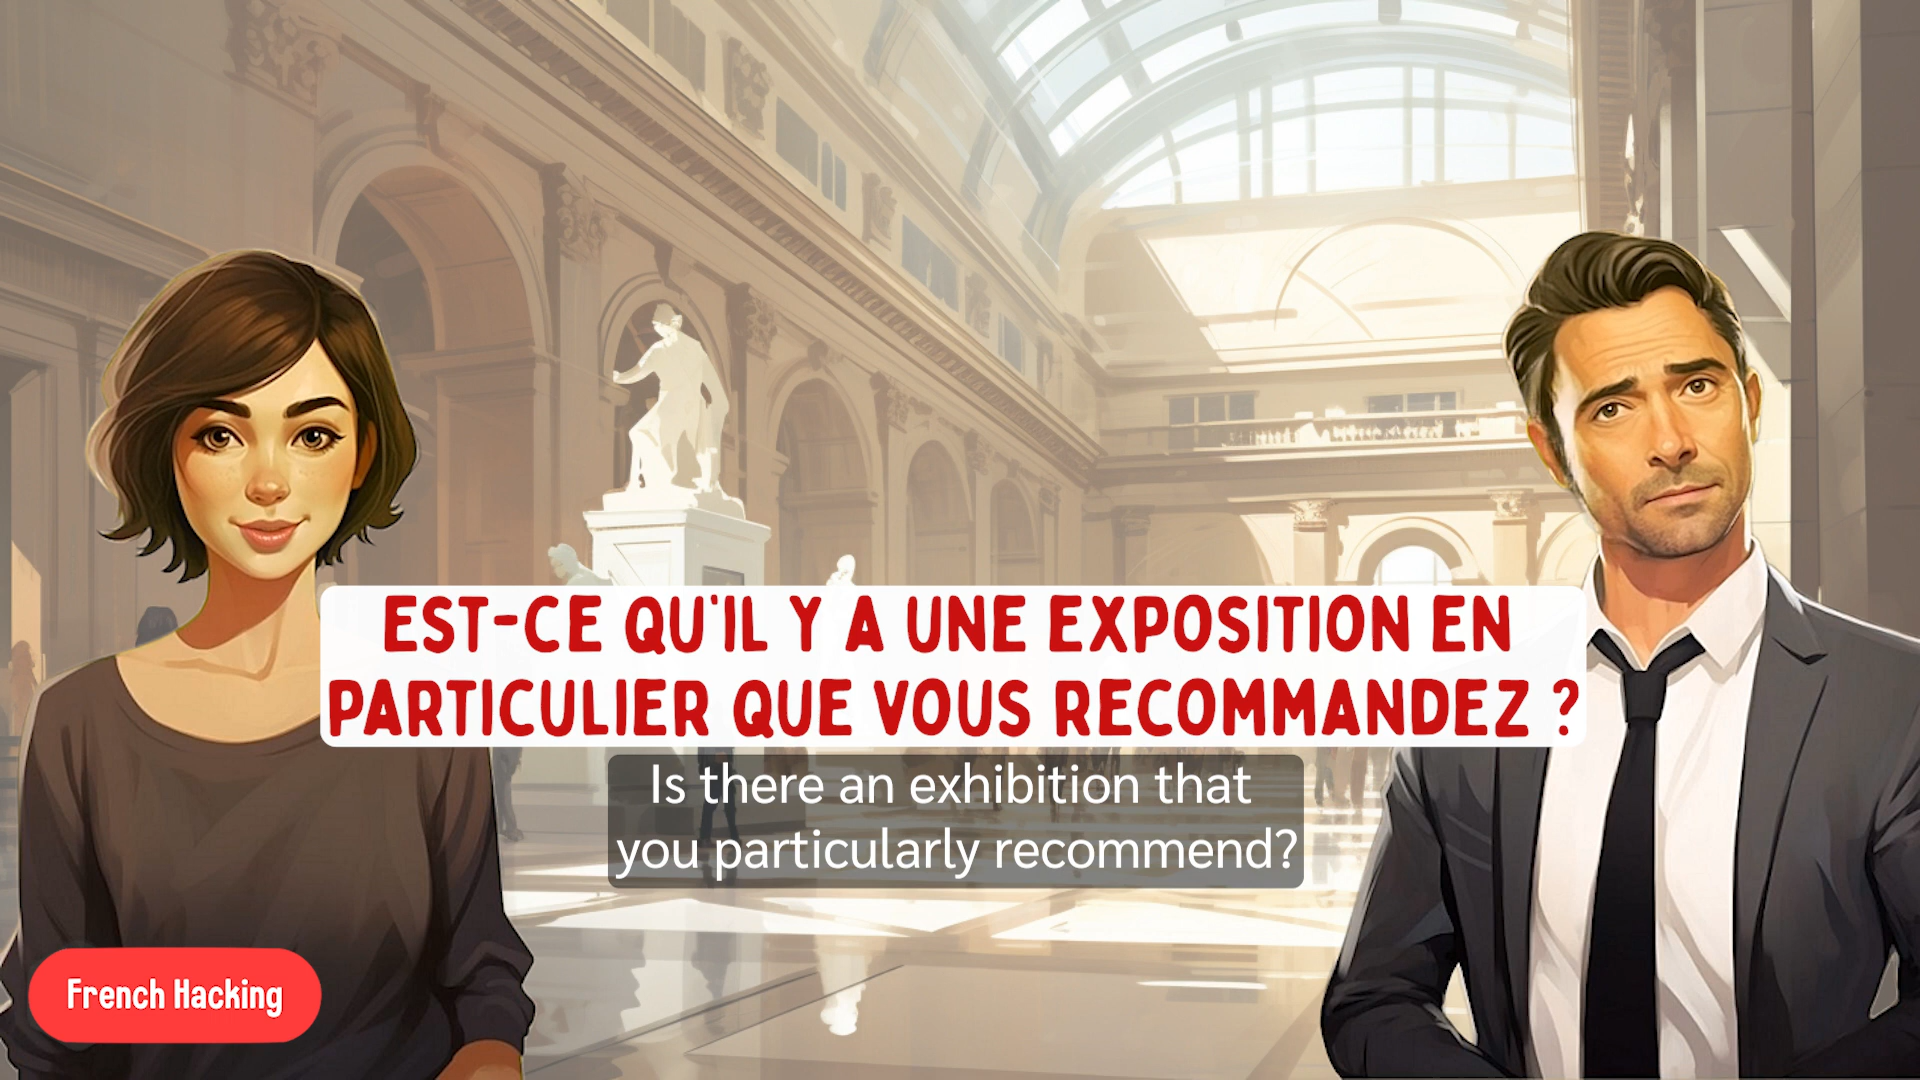 EST-CE QU'IL Y A UNE EXPOSITION EN
PARTICULIER QUE VOUS RECOMMANDEZ ?
Is there an exhibition that
you particularly recommend?
French Hacking